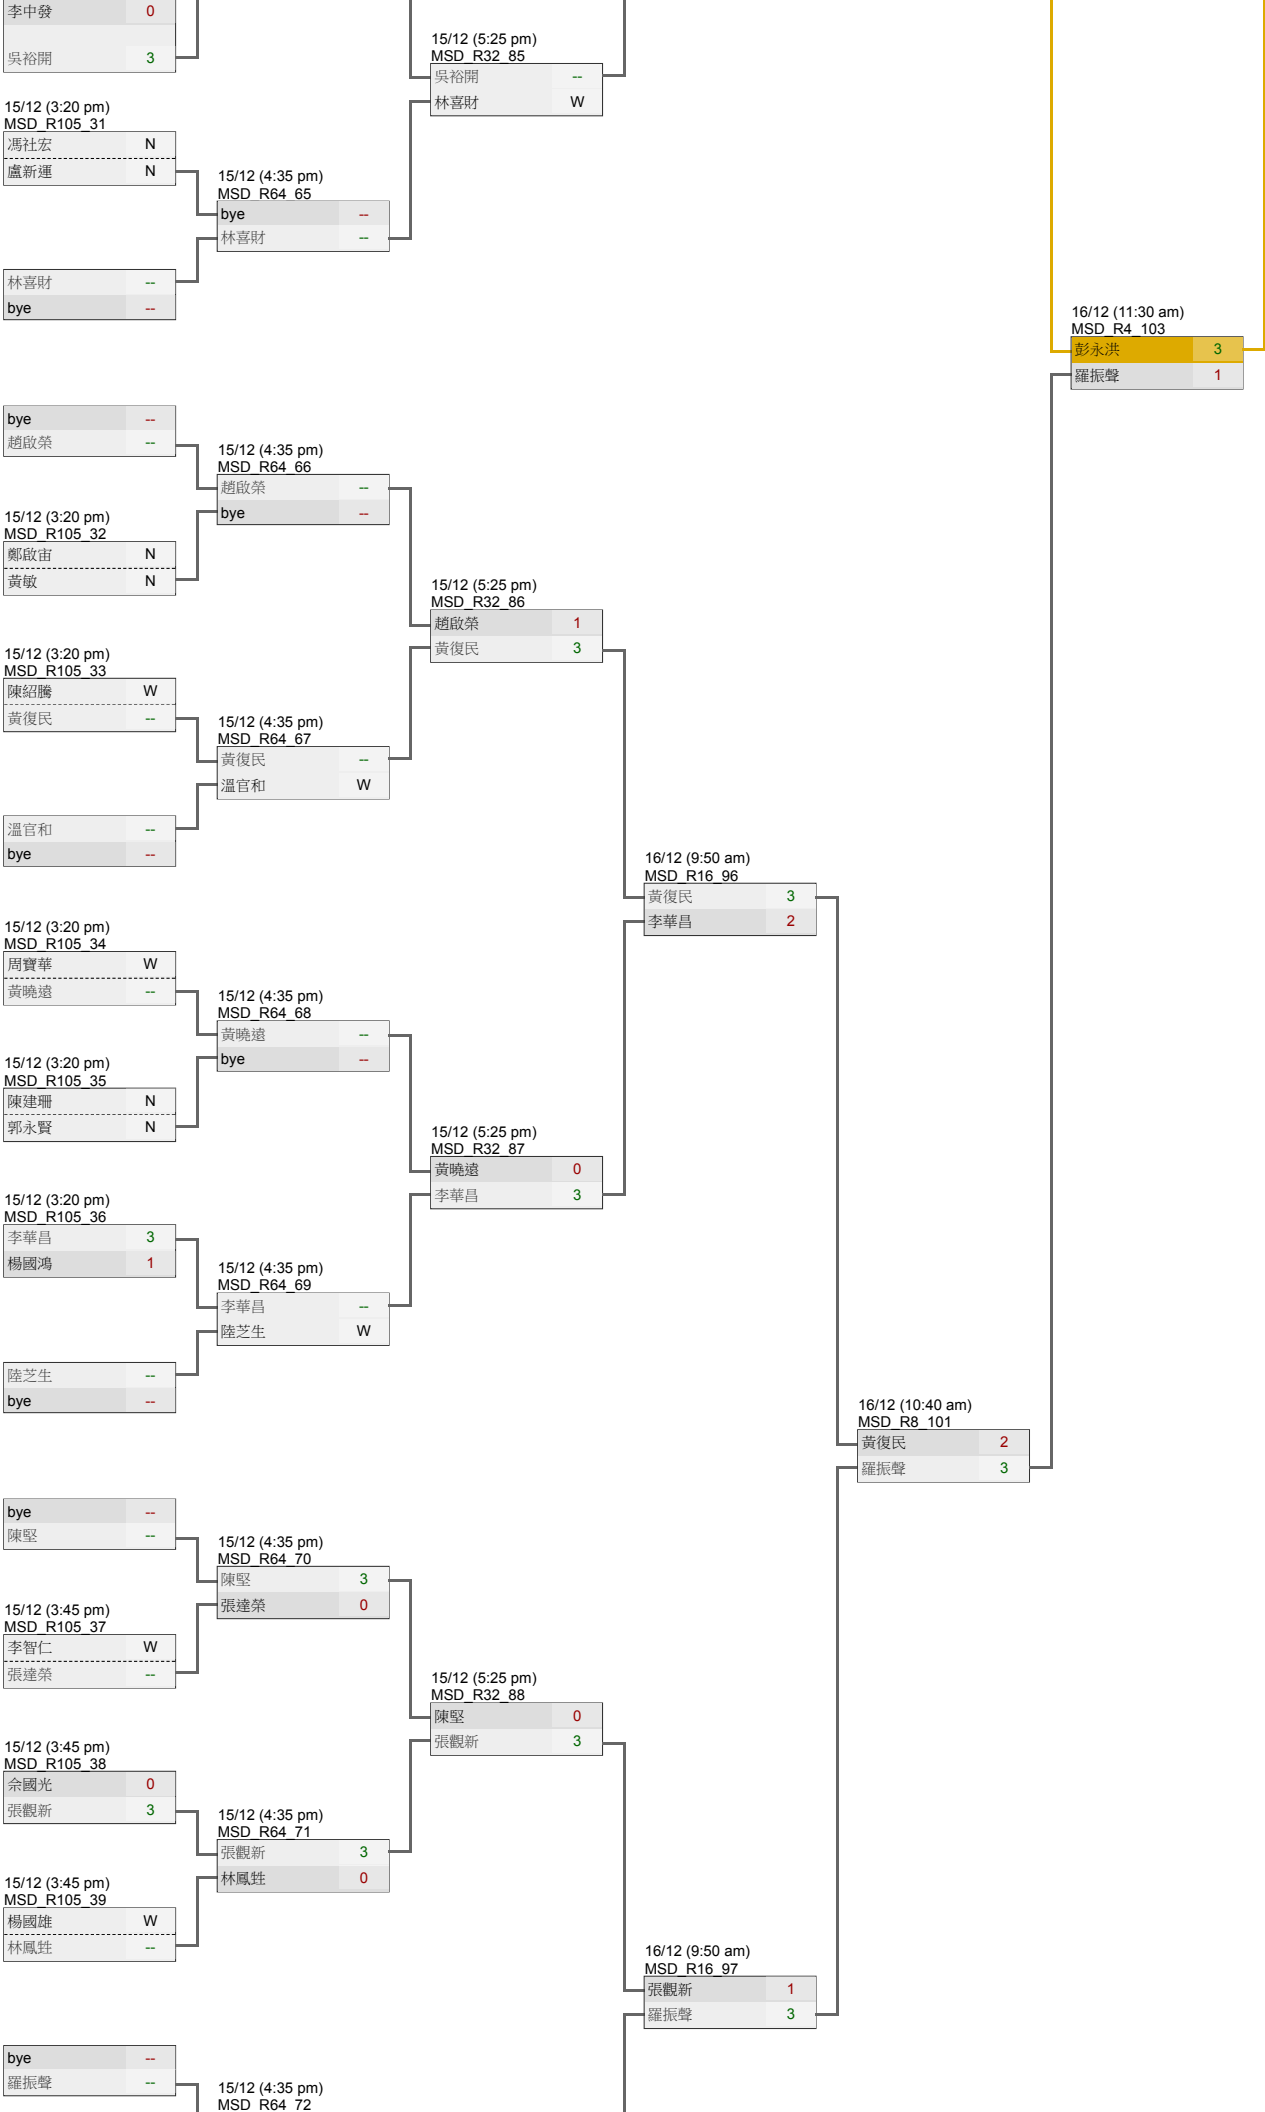 李中發 0
吳裕開 3
15/12 (5:25 pm)
MSD_R32_85
吳裕開 --
林喜財 W
15/12 (3:20 pm)
MSD_R105_31
馮社宏 N
盧新運 N
15/12 (4:35 pm)
MSD_R64_65
bye --
林喜財 --
林喜財 --
bye --
16/12 (11:30 am)
MSD_R4_103
彭永洪 3
羅振聲 1
bye --
趙啟榮 --
15/12 (4:35 pm)
MSD_R64_66
趙啟榮 --
bye --
15/12 (3:20 pm)
MSD_R105_32
鄭啟宙 N
黃敏 N
15/12 (5:25 pm)
MSD_R32_86
趙啟榮 1
黃復民 3
15/12 (3:20 pm)
MSD_R105_33
陳紹騰 W
黃復民 --
15/12 (4:35 pm)
MSD_R64_67
黃復民 --
溫官和 W
溫官和 --
bye --
16/12 (9:50 am)
MSD_R16_96
黃復民 3
李華昌 2
15/12 (3:20 pm)
MSD_R105_34
周寶華 W
黃曉遠 --
15/12 (4:35 pm)
MSD_R64_68
黃曉遠 --
bye --
15/12 (3:20 pm)
MSD_R105_35
陳建珊 N
郭永賢 N
15/12 (5:25 pm)
MSD_R32_87
黃曉遠 0
李華昌 3
15/12 (3:20 pm)
MSD_R105_36
李華昌 3
楊國鴻 1
15/12 (4:35 pm)
MSD_R64_69
李華昌 --
陸芝生 W
陸芝生 --
bye --
16/12 (10:40 am)
MSD_R8_101
黃復民 2
羅振聲 3
bye --
陳堅 --
15/12 (4:35 pm)
MSD_R64_70
陳堅 3
張達榮 0
15/12 (3:45 pm)
MSD_R105_37
李智仁 W
張達榮 --
15/12 (5:25 pm)
MSD_R32_88
陳堅 0
張觀新 3
15/12 (3:45 pm)
MSD_R105_38
佘國光 0
張觀新 3
15/12 (4:35 pm)
MSD_R64_71
張觀新 3
林鳳甡 0
15/12 (3:45 pm)
MSD_R105_39
楊國雄 W
林鳳甡 --
16/12 (9:50 am)
MSD_R16_97
張觀新 1
羅振聲 3
bye --
羅振聲 --
15/12 (4:35 pm)
MSD_R64_72